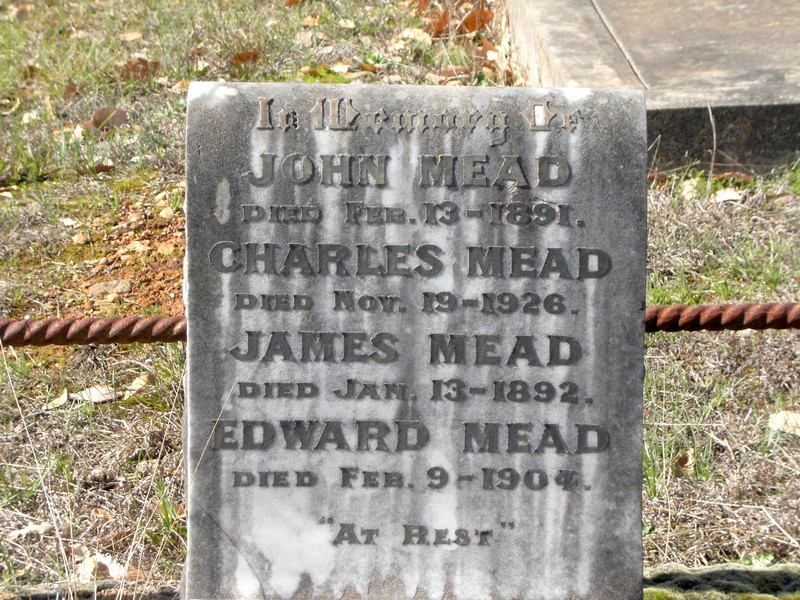 In Memory Of
JOHN MEAD
DIED FEB. 13-1891.
CHARLES MEAD
DIED NOV. 19-1926.
JAMES MEAD
DIED JAN. 13-1892.
EDWARD MEAD
DIED FEB. 9-1904.
"AT REST"